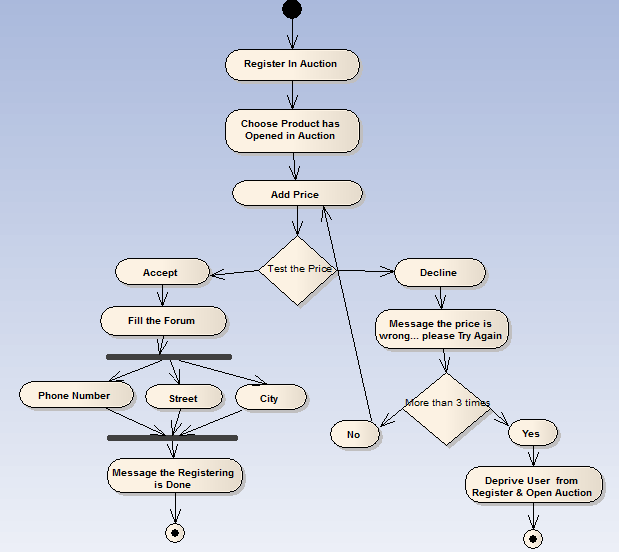 Register In Auction
Choose Product has
Opened in Auction
Add Price
Test the Price
Accept
Decline
Fill the Forum
Message the price is
wrong... please Try Again
Phone Number
Street
City
More than 3 times
No
Yes
Message the Registering
is Done
Deprive User from
Register & Open Auction